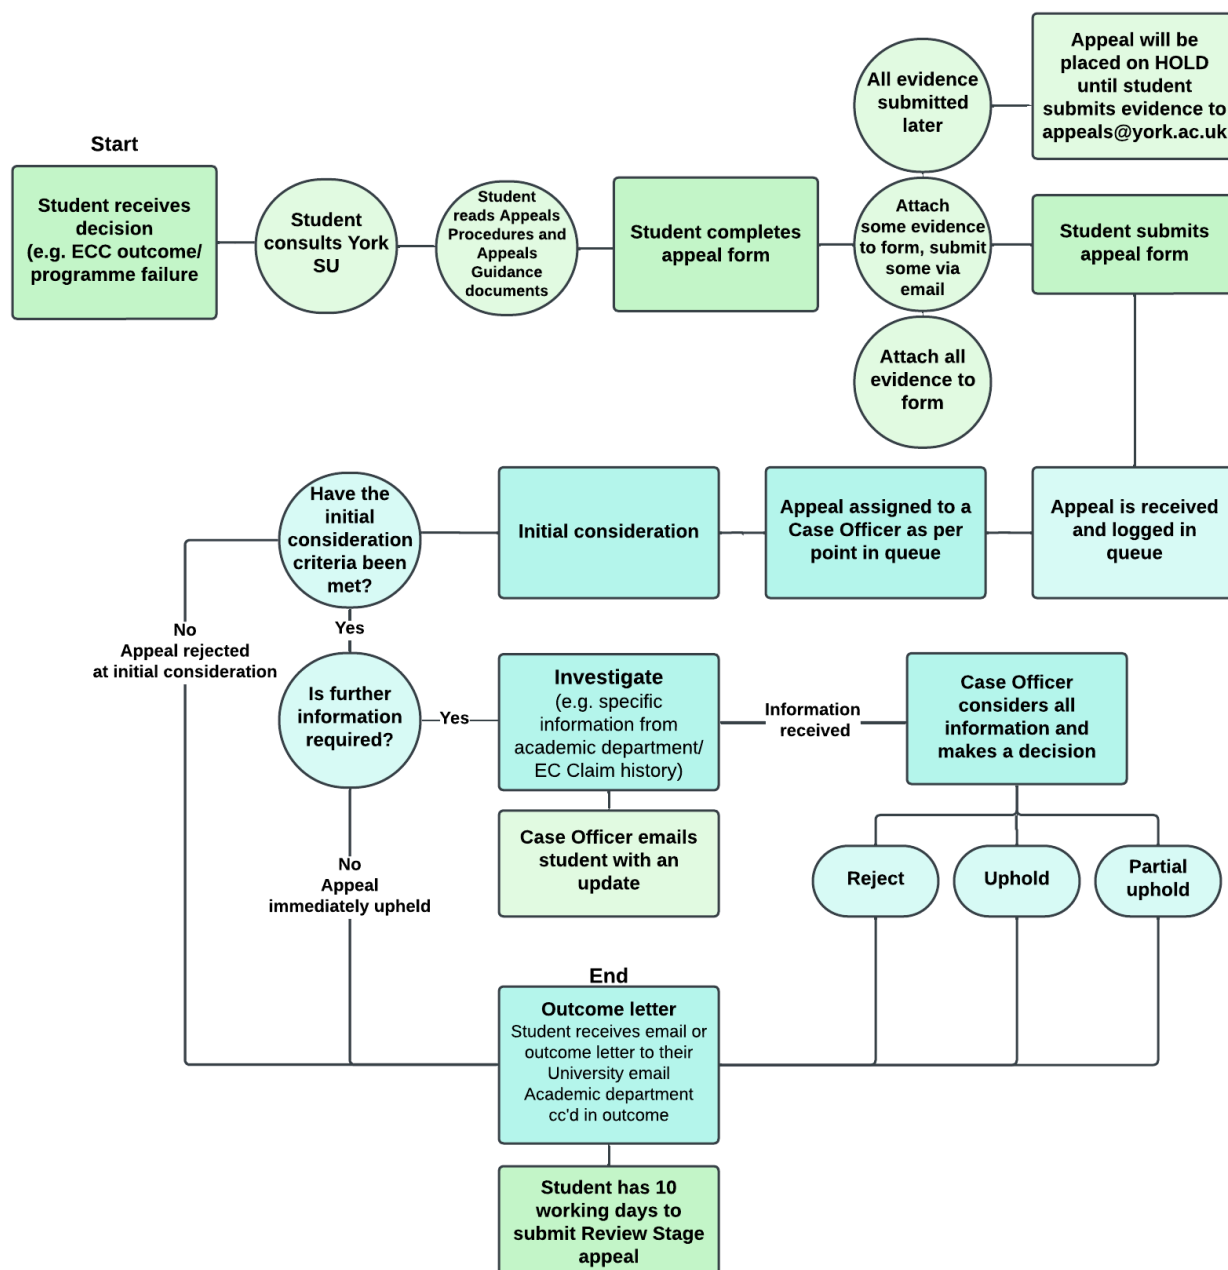 Start
Student receives
decision
(e.g. ECC outcome/
programme failure
Student
consults York
SU
Student
reads Appeals
Procedures and
Appeals
Guidance
documents
Student completes
appeal form
All evidence
submitted
later
Appeal will be
placed on HOLD
until student
submits evidence to
appeals@york.ac.uk
Attach
some evidence
to form, submit
some via
email
Attach all
evidence to
form
Student submits
appeal form
Appeal is received
and logged in
queue
Appeal assigned to a
Case Officer as per
point in queue
Initial consideration
Have the
initial
consideration
criteria been
met?
No
Appeal rejected
at initial consideration
Yes
Is further
information
required?
Yes
Investigate
(e.g. specific
information from
academic department/
EC Claim history)
Case Officer emails
student with an
update
Information
received
Case Officer
considers all
information and
makes a decision
Reject
Uphold
Partial
uphold
No
Appeal
immediately upheld
End
Outcome letter
Student receives email or
outcome letter to their
University email
Academic department
cc'd in outcome
Student has 10
working days to
submit Review Stage
appeal